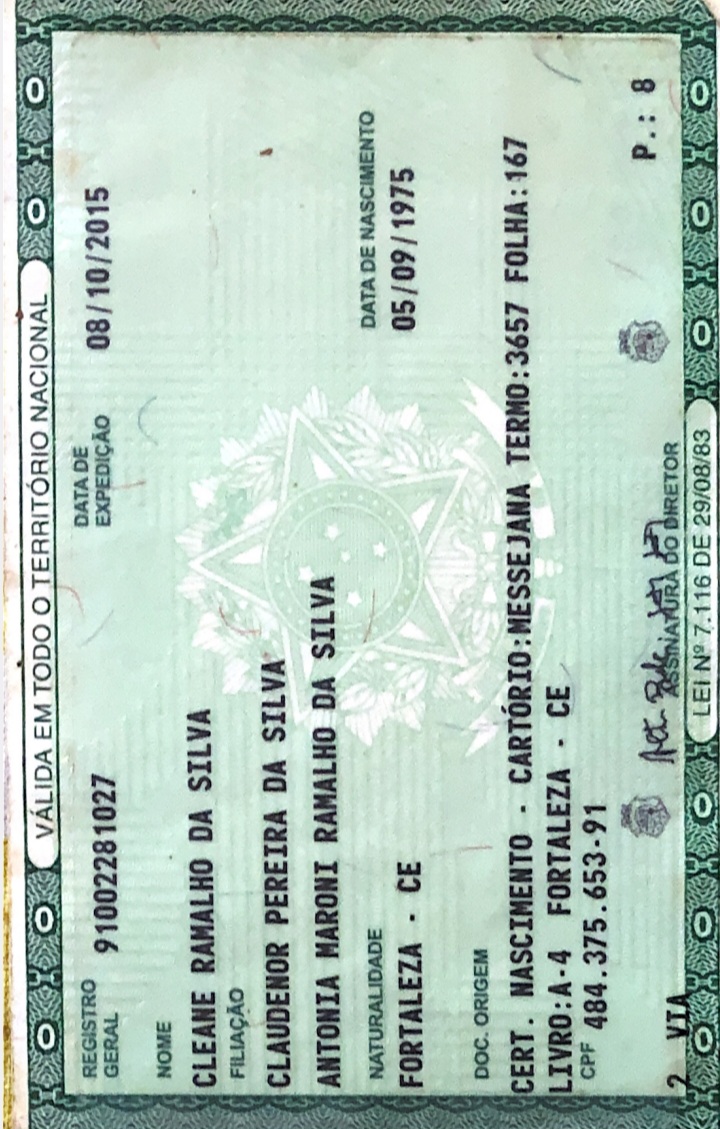 VÁLIDA EM TODO O TERRITÓRIO NACIONAL
REGISTRO GERAL 91002281027 DATA DE EXPEDIÇÃO 08/10/2015
NOME
CLEANE RAMALHO DA SILVA
FILIAÇÃO
CLAUDENOR PEREIRA DA SILVA
ANTONIA MARONI RAMALHO DA SILVA
NATURALIDADE DATA DE NASCIMENTO
FORTALEZA - CE 05/09/1975
DOC. ORIGEM
CERT. NASCIMENTO - CARTÓRIO:MESSEJANA TERMO:3657 FOLHA:167
LIVRO:A-4 FORTALEZA - CE
CPF 484.375.653-91
P.: 8
ASSINATURA DO DIRETOR
2 VIA
LEI Nº 7.116 DE 29/08/83